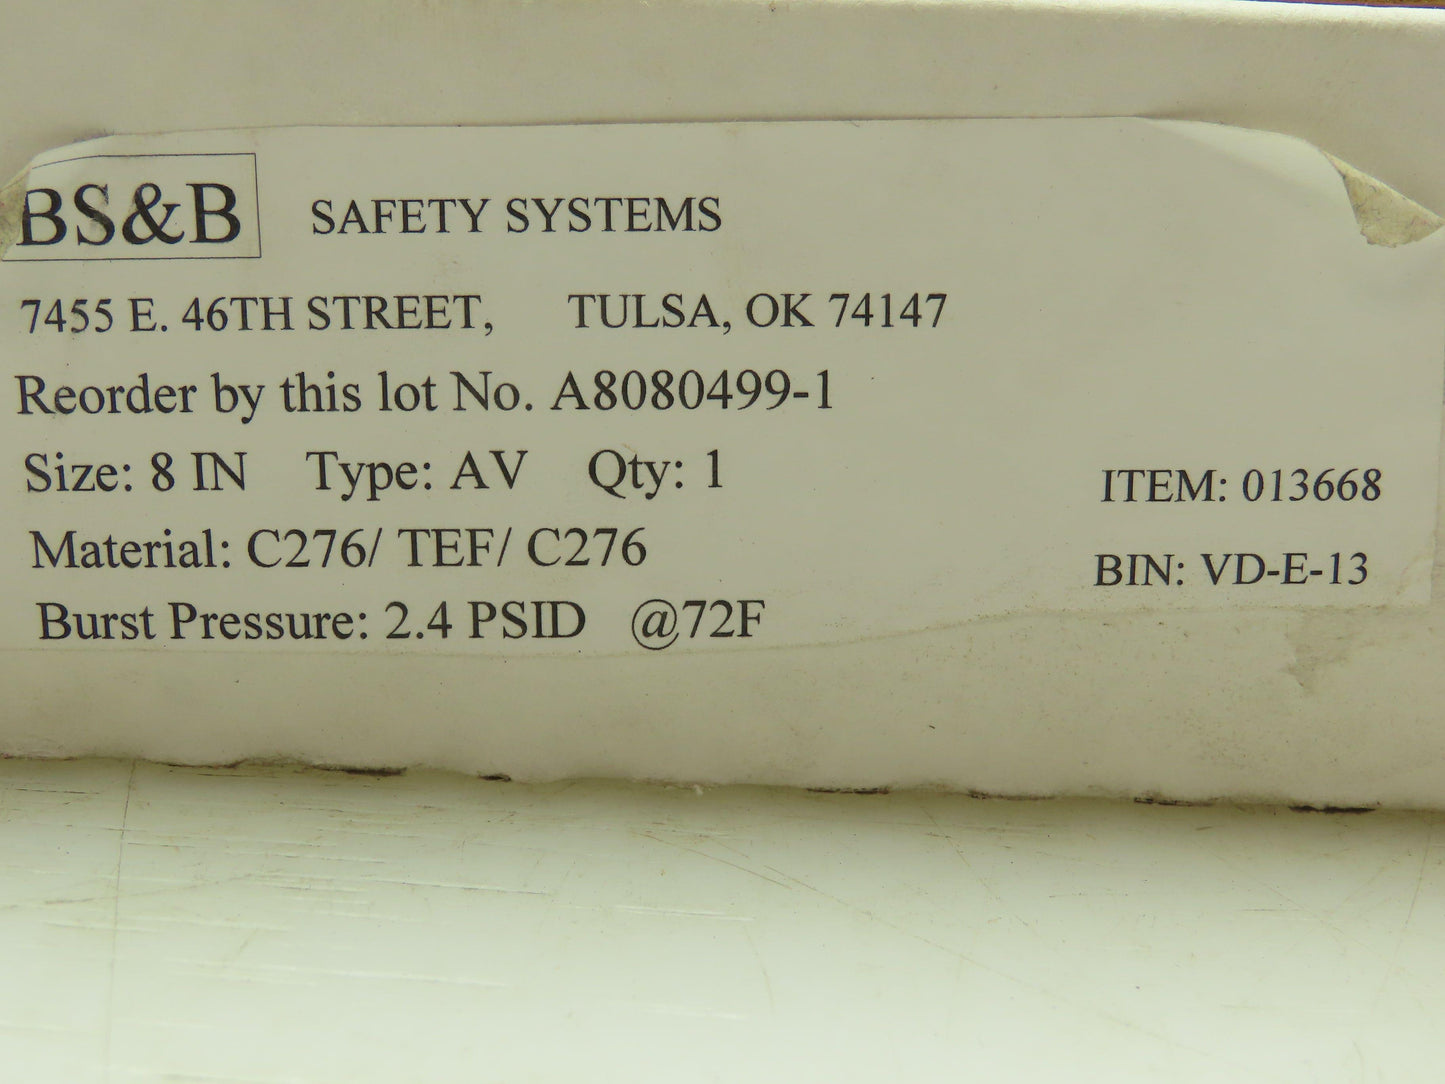 BS&B SAFETY SYSTEMS
7455 E. 46TH STREET, TULSA, OK 74147
Reorder by this lot No. A8080499-1
Size: 8 IN Type: AV Qty: 1
Material: C276/ TEF/ C276
Burst Pressure: 2.4 PSID @72F
ITEM: 013668
BIN: VD-E-13